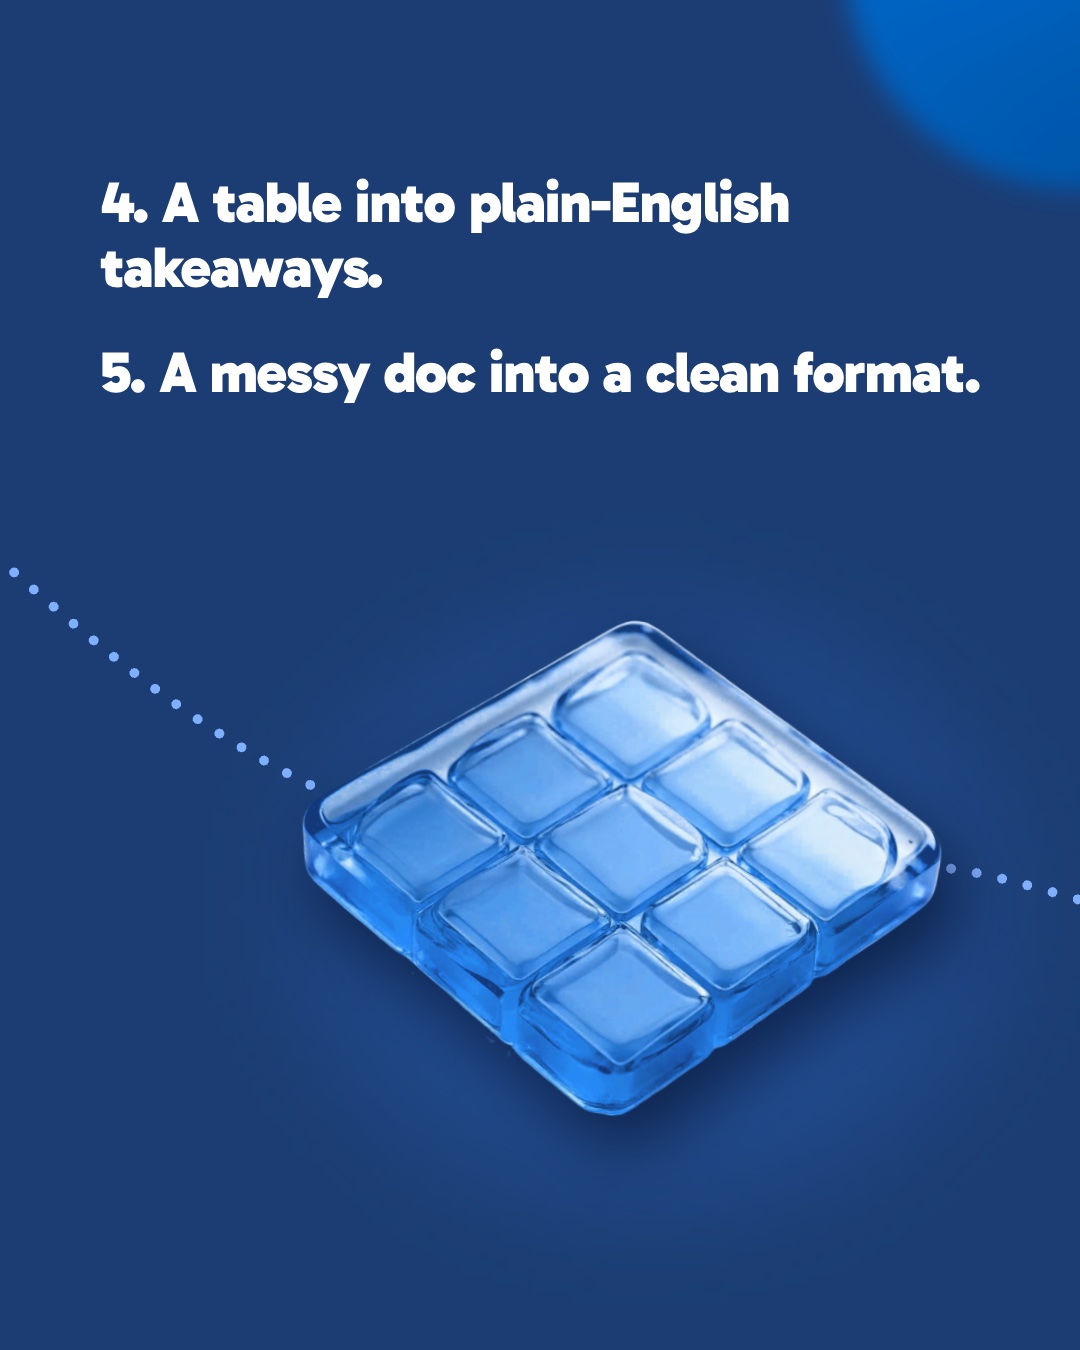 4. A table into plain-English
takeaways.
5. A messy doc into a clean format.